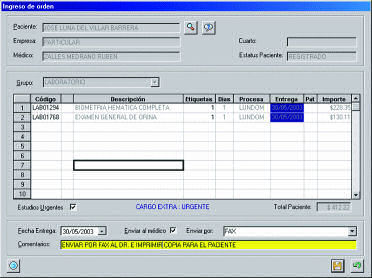 Ingreso de orden
Paciente: JOSE LUNA DEL VILLAR BARRERA
Empresa: PARTICULAR Cuarto:
Médico: ZALLES MEDRANO RUBEN Estatus Paciente: REGISTRADO
Grupo: LABORATORIO
Código Descripción Etiquetas Dias Procesa Entrega Pat Importe
1 LAB01294 BIOMETRIA HEMATICA COMPLETA 1 1 LUNDOM 30/05/2003 $228.35
2 LAB01768 EXAMEN GENERAL DE ORINA 1 1 LUNDOM 30/05/2003 $130.11
3
4
5
6
7
8
9
10
Estudios Urgentes CARGO EXTRA : URGENTE Total Paciente: $ 412.22
Fecha Entrega: 30/05/2003 Enviar al médico Enviar por: FAX
Comentarios: ENVIAR POR FAX AL DR. E IMPRIMIR COPIA PARA EL PACIENTE